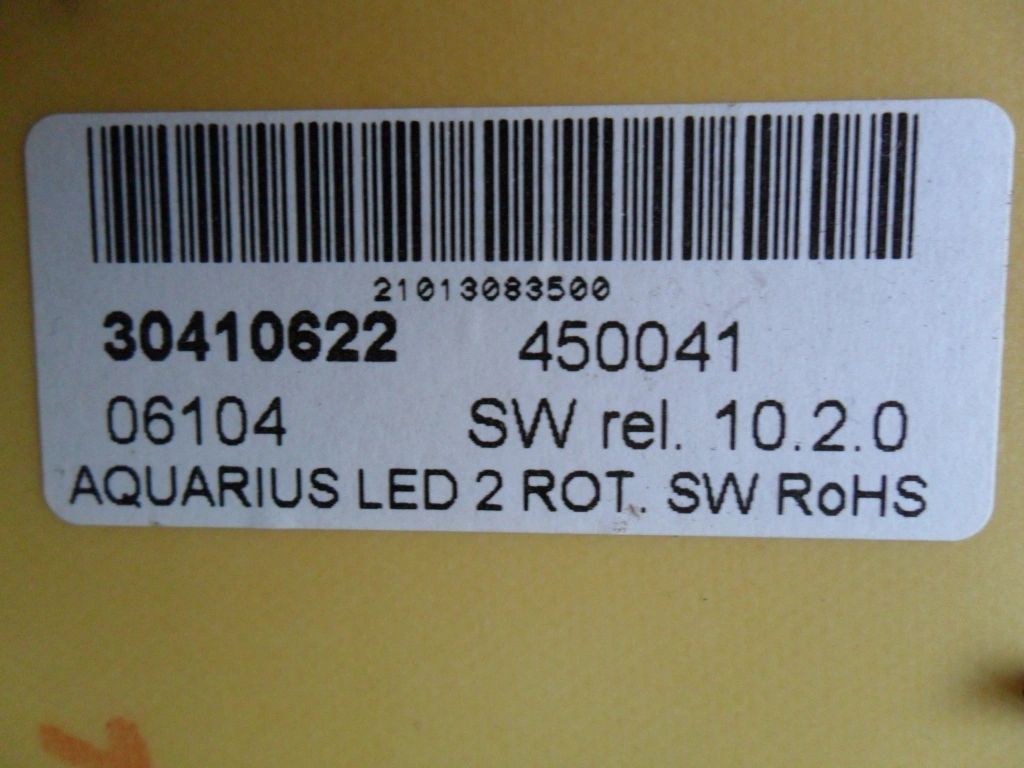 21013083500
30410622 450041
06104 SW rel. 10.2.0
AQUARIUS LED 2 ROT. SW RoHS